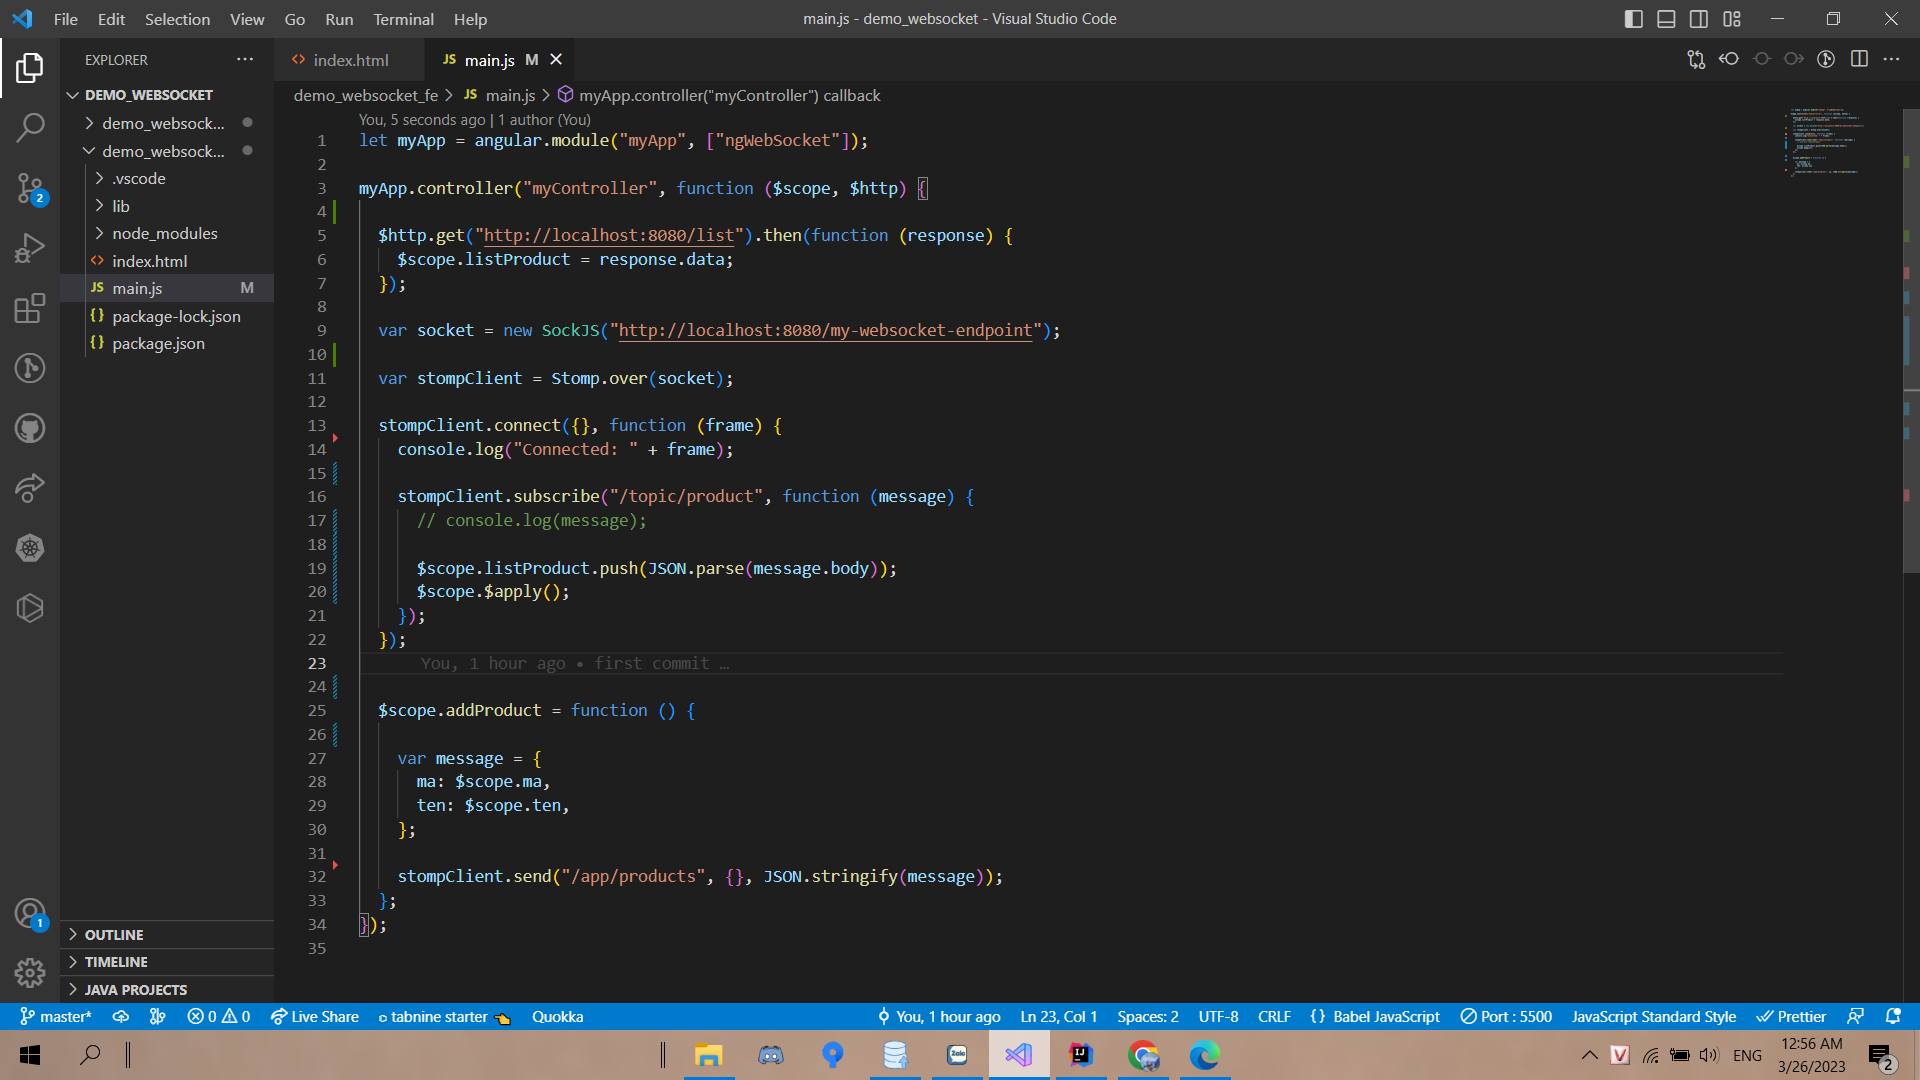 File Edit Selection View Go Run Terminal Help
main.js - demo_websocket - Visual Studio Code
EXPLORER
DEMO_WEBSOCKET
demo_websock...
demo_websock...
.vscode
lib
node_modules
<> index.html
JS main.js M
{} package-lock.json
{} package.json
OUTLINE
TIMELINE
JAVA PROJECTS
<> index.html
JS main.js M
demo_websocket_fe > JS main.js > myApp.controller("myController") callback
You, 5 seconds ago | 1 author (You)
1 let myApp = angular.module("myApp", ["ngWebSocket"]);
2
3 myApp.controller("myController", function ($scope, $http) {
4
5 $http.get("http://localhost:8080/list").then(function (response) {
6 $scope.listProduct = response.data;
7 });
8
9 var socket = new SockJS("http://localhost:8080/my-websocket-endpoint");
10
11 var stompClient = Stomp.over(socket);
12
13 stompClient.connect({}, function (frame) {
14 console.log("Connected: " + frame);
15
16 stompClient.subscribe("/topic/product", function (message) {
17 // console.log(message);
18
19 $scope.listProduct.push(JSON.parse(message.body));
20 $scope.$apply();
21 });
22 });
23 You, 1 hour ago • first commit …
24
25 $scope.addProduct = function () {
26
27 var message = {
28 ma: $scope.ma,
29 ten: $scope.ten,
30 };
31
32 stompClient.send("/app/products", {}, JSON.stringify(message));
33 };
34 });
35
2
1
master* 0 0 Live Share tabnine starter Quokka You, 1 hour ago Ln 23, Col 1 Spaces: 2 UTF-8 CRLF {} Babel JavaScript Port : 5500 JavaScript Standard Style Prettier
Zalo
IJ
V
ENG
12:56 AM
3/26/2023
2